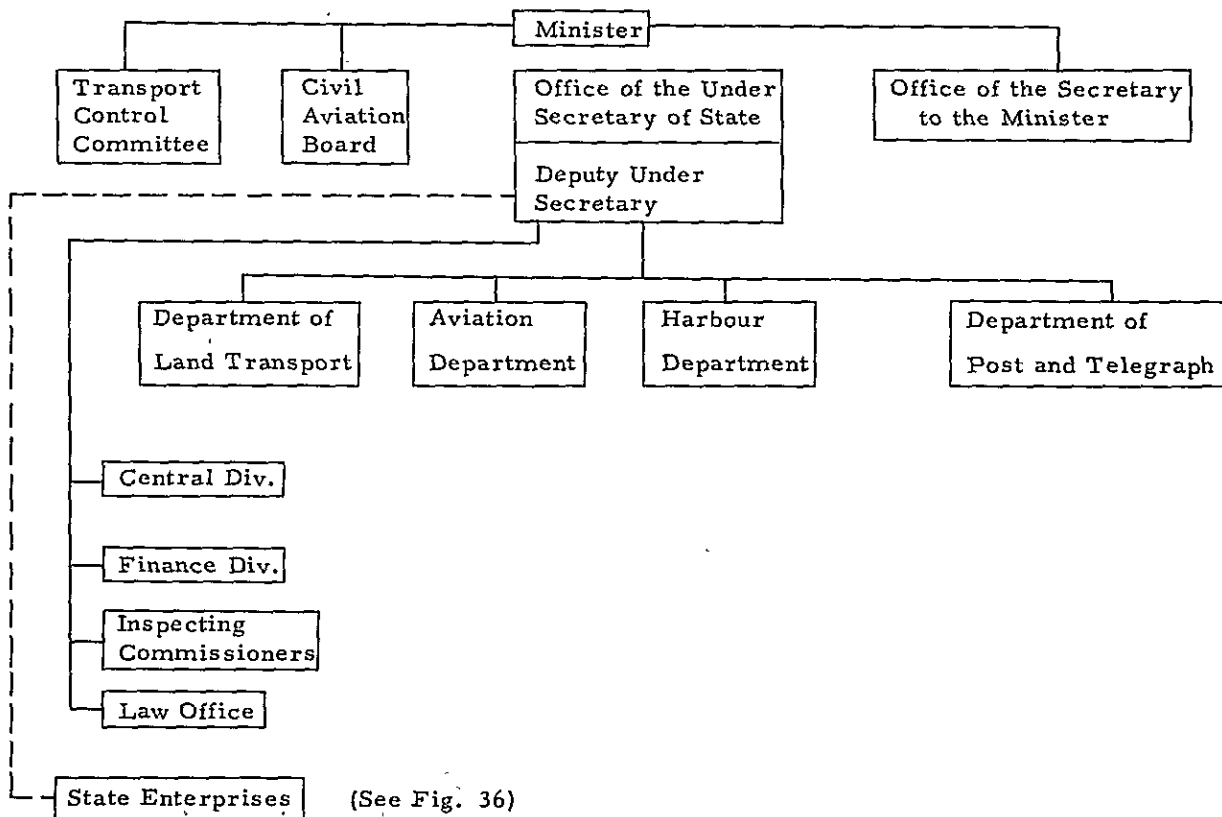 Minister
Transport
Control
Committee
Civil
Aviation
Board
Office of the Under
Secretary of State
Deputy Under
Secretary
Office of the Secretary
to the Minister
Department of
Land Transport
Aviation
Department
Harbour
Department
Department of
Post and Telegraph
Central Div.
Finance Div.
Inspecting
Commissioners
Law Office
State Enterprises (See Fig. 36)